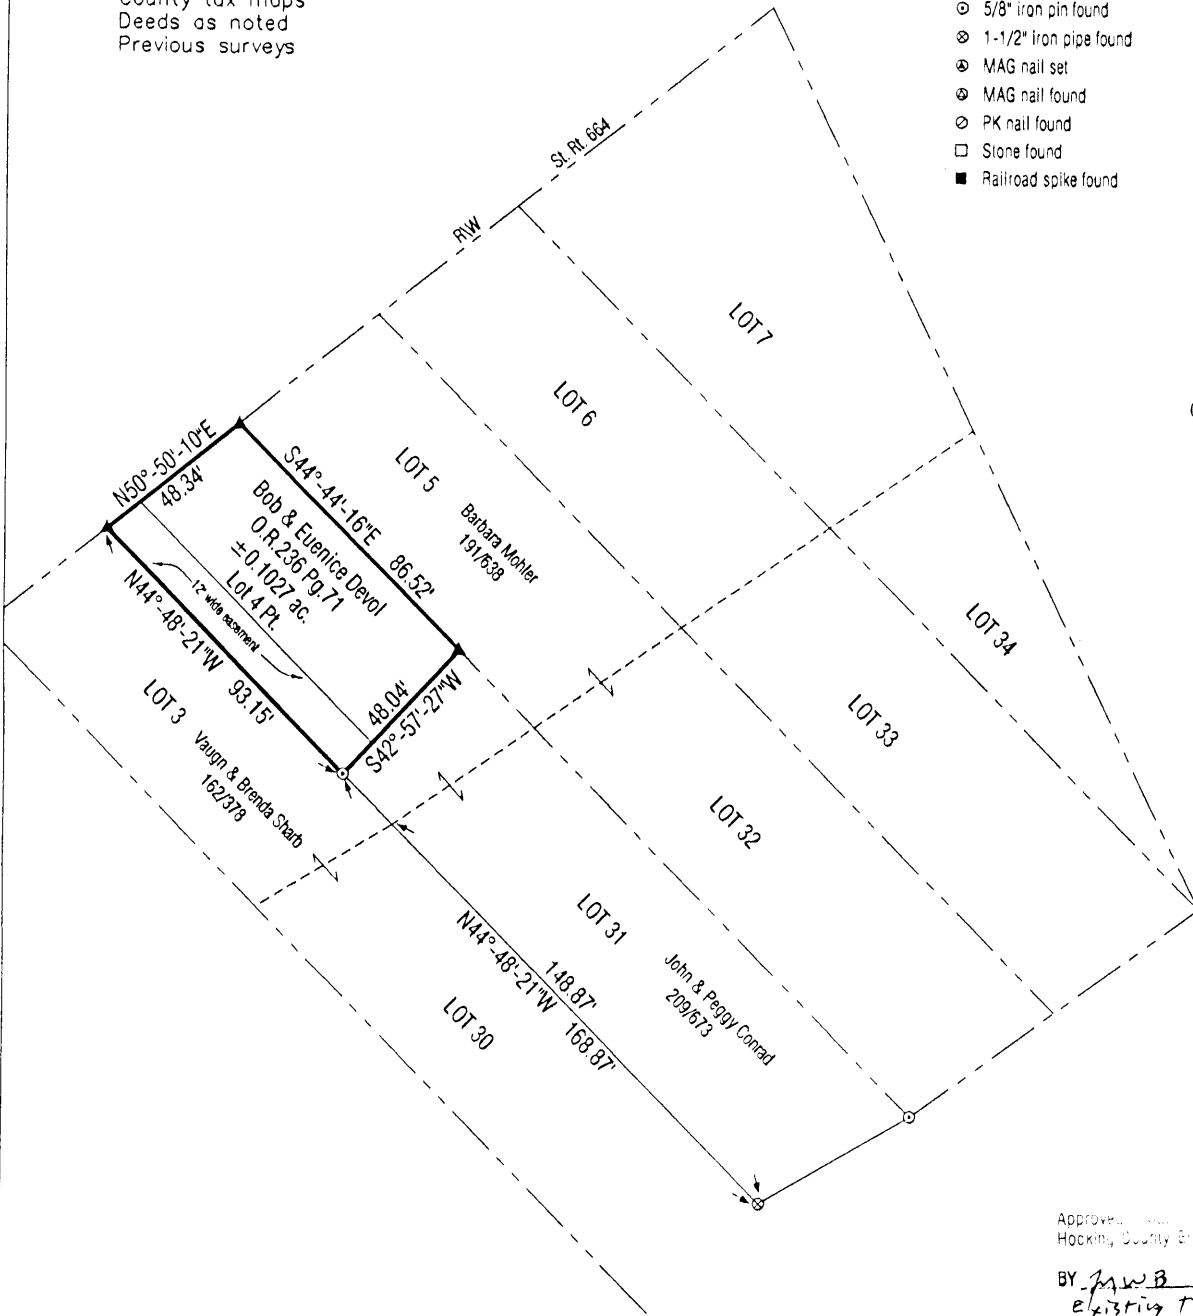 County tax maps
Deeds as noted
Previous surveys
5/8" iron pin found
1-1/2" iron pipe found
MAG nail set
MAG nail found
PK nail found
Stone found
Railroad spike found
St. Rt. 664
R\W
LOT 7
LOT 6
LOT 5
Barbara Mohler
191/638
N50°-50'-10"E
48.34'
S44°-44'-16"E 86.52'
Bob & Euenice Devol
O.R.236 Pg.71
±0.1027 ac.
Lot 4 Pt.
12' wide easement
N44°-48'-21"W 93.15'
48.04'
S42°-57'-27"W
LOT 3
Vaugn & Brenda Sharb
162/378
LOT 34
LOT 33
LOT 32
LOT 31
John & Peggy Conrad
209/673
148.87'
N44°-48'-21"W 168.87'
LOT 30
Approved
Hocking County
BY
existing